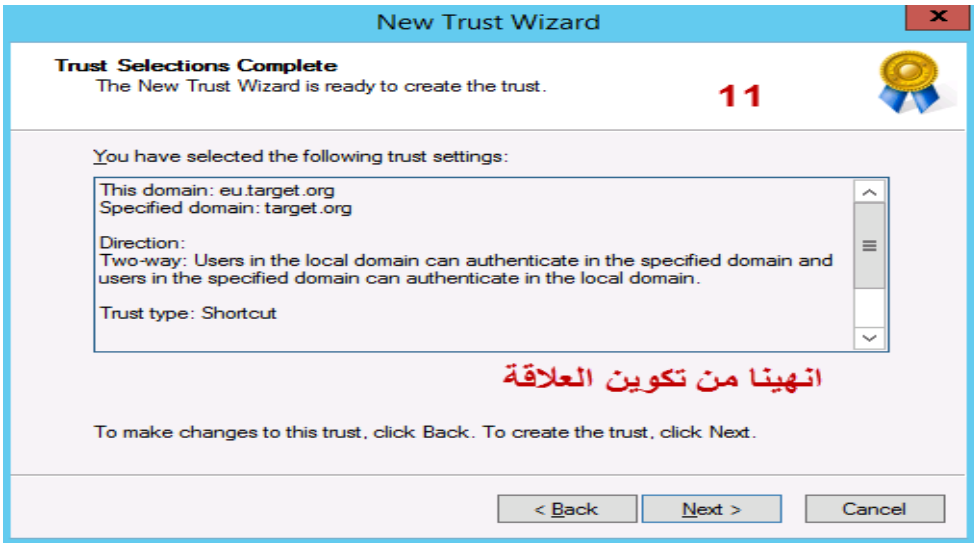 New Trust Wizard
Trust Selections Complete
The New Trust Wizard is ready to create the trust.
11
You have selected the following trust settings:
This domain: eu.target.org
Specified domain: target.org
Direction:
Two-way: Users in the local domain can authenticate in the specified domain and
users in the specified domain can authenticate in the local domain.
Trust type: Shortcut
انهينا من تكوين العلاقة
To make changes to this trust, click Back. To create the trust, click Next.
< Back
Next >
Cancel